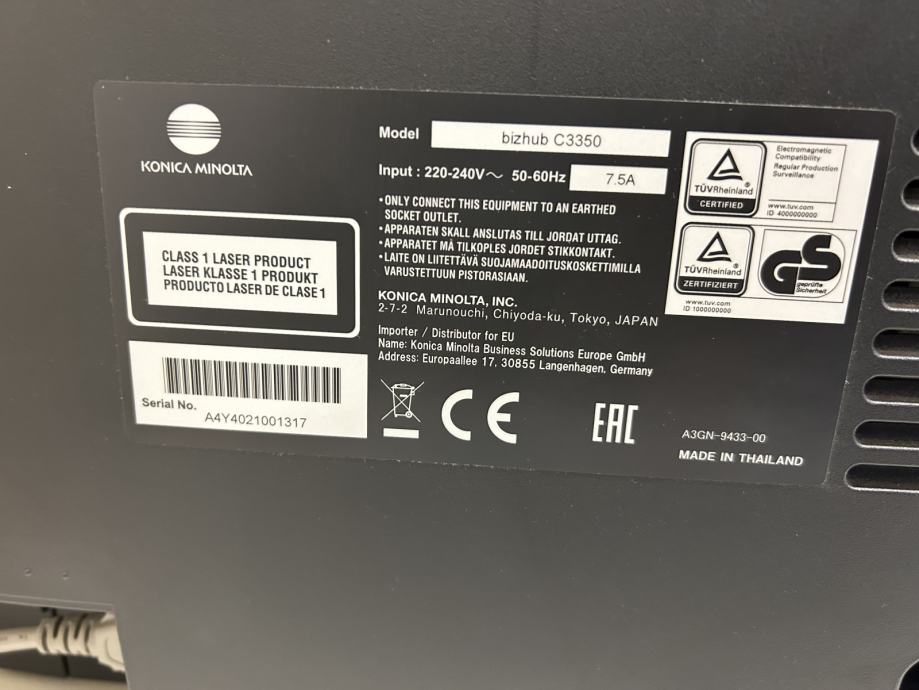 KONICA MINOLTA
Model bizhub C3350
Input : 220-240V～ 50-60Hz 7.5A
•ONLY CONNECT THIS EQUIPMENT TO AN EARTHED
SOCKET OUTLET.
•APPARATEN SKALL ANSLUTAS TILL JORDAT UTTAG.
•APPARATET MÅ TILKOPLES JORDET STIKKONTAKT.
•LAITE ON LIITETTÄVÄ SUOJAMAADOITUSKOSKETTIMILLA
VARUSTETTUUN PISTORASIAAN.
KONICA MINOLTA, INC.
2-7-2 Marunouchi, Chiyoda-ku, Tokyo, JAPAN
Importer / Distributor for EU
Name: Konica Minolta Business Solutions Europe GmbH
Address: Europaallee 17, 30855 Langenhagen, Germany
CLASS 1 LASER PRODUCT
LASER KLASSE 1 PRODUKT
PRODUCTO LASER DE CLASE 1
Serial No.
A4Y4021001317
CE
EAC
TÜVRheinland®
CERTIFIED
Electromagnetic
Compatibility
Regular Production
Surveillance
www.tuv.com
ID 4000000000
TÜVRheinland®
ZERTIFIZIERT
GS
geprüfte
Sicherheit
www.tuv.com
ID 1000000000
A3GN-9433-00
MADE IN THAILAND